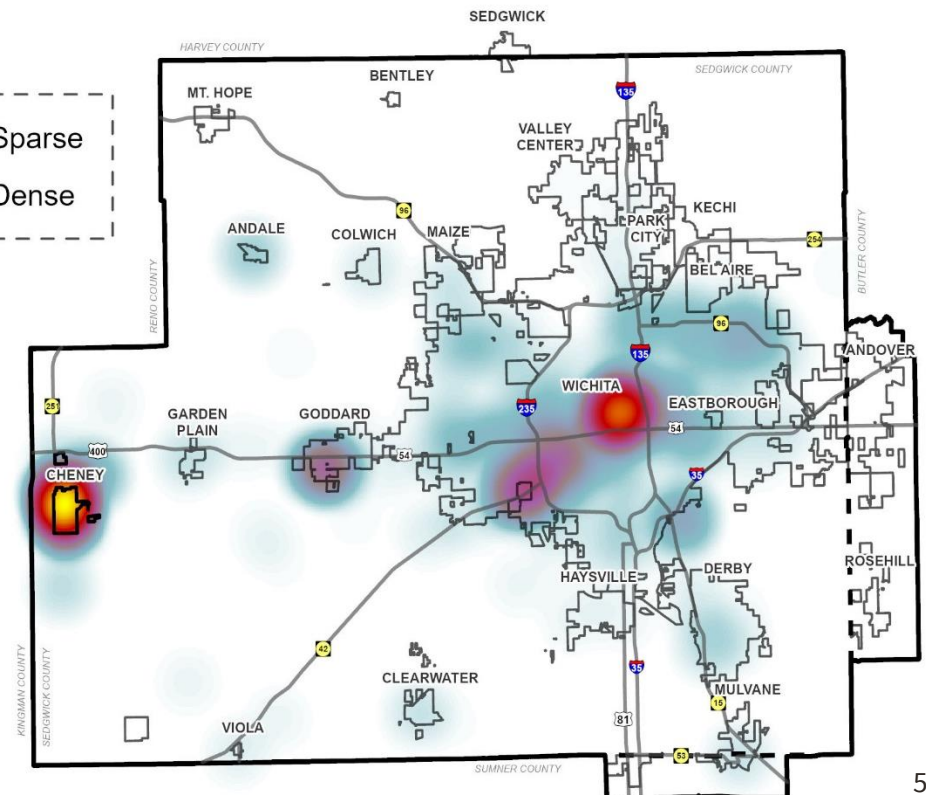 SEDGWICK
HARVEY COUNTY
SEDGWICK COUNTY
BENTLEY
MT. HOPE
135
Sparse
Dense
VALLEY
CENTER
96
KECHI
ANDALE
COLWICH
MAIZE
PARK
CITY
254
BEL AIRE
BUTLER COUNTY
RENO COUNTY
96
135
ANDOVER
WICHITA
251
235
EASTBOROUGH
GARDEN
PLAIN
GODDARD
54
400
54
CHENEY
35
HAYSVILLE
DERBY
ROSEHILL
42
35
KINGMAN COUNTY
SEDGWICK COUNTY
CLEARWATER
MULVANE
15
81
VIOLA
53
SUMNER COUNTY
5